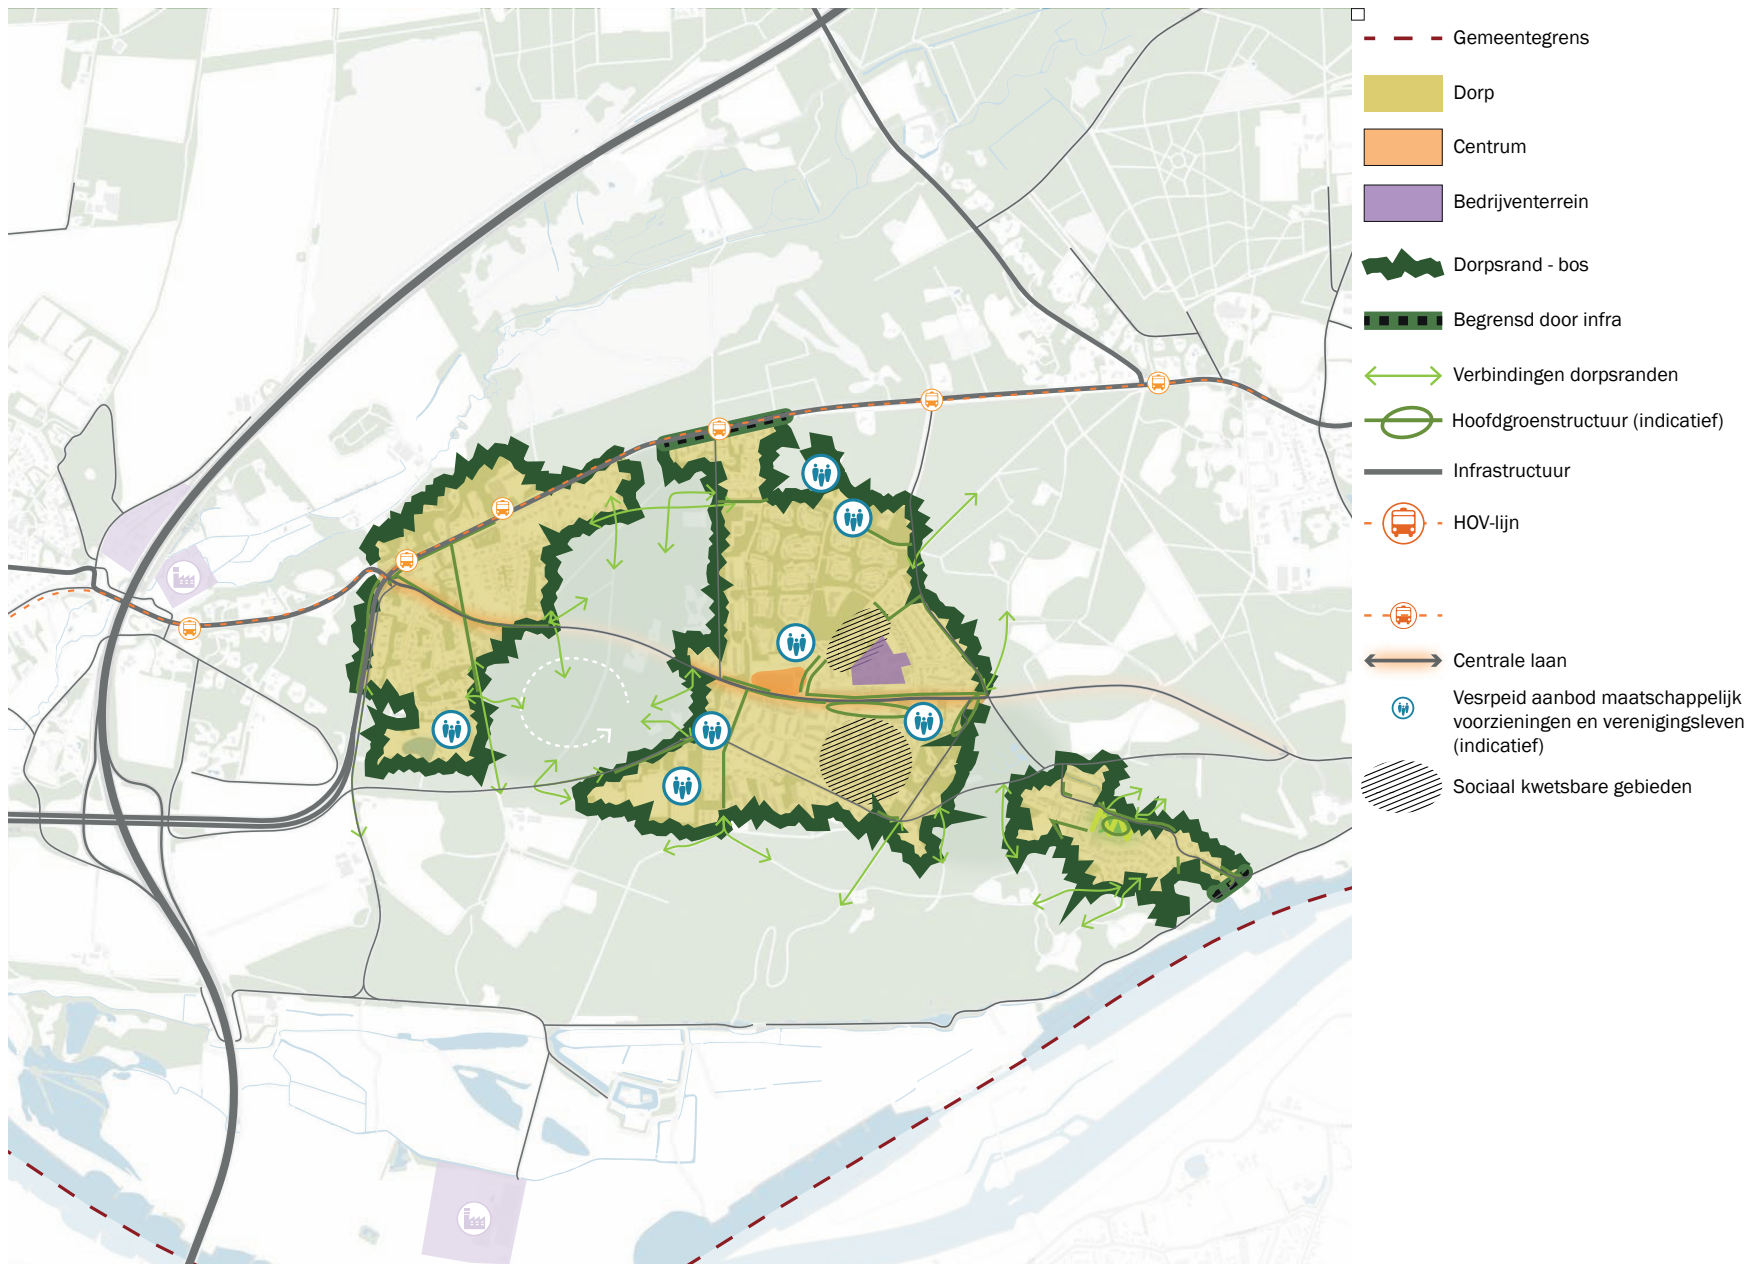 Gemeentegrens
Dorp
Centrum
Bedrijventerrein
Dorpsrand - bos
Begrensd door infra
Verbindingen dorpsranden
Hoofdgroenstructuur (indicatief)
Infrastructuur
HOV-lijn
Centrale laan
Vesrpeid aanbod maatschappelijk
voorzieningen en verenigingsleven
(indicatief)
Sociaal kwetsbare gebieden